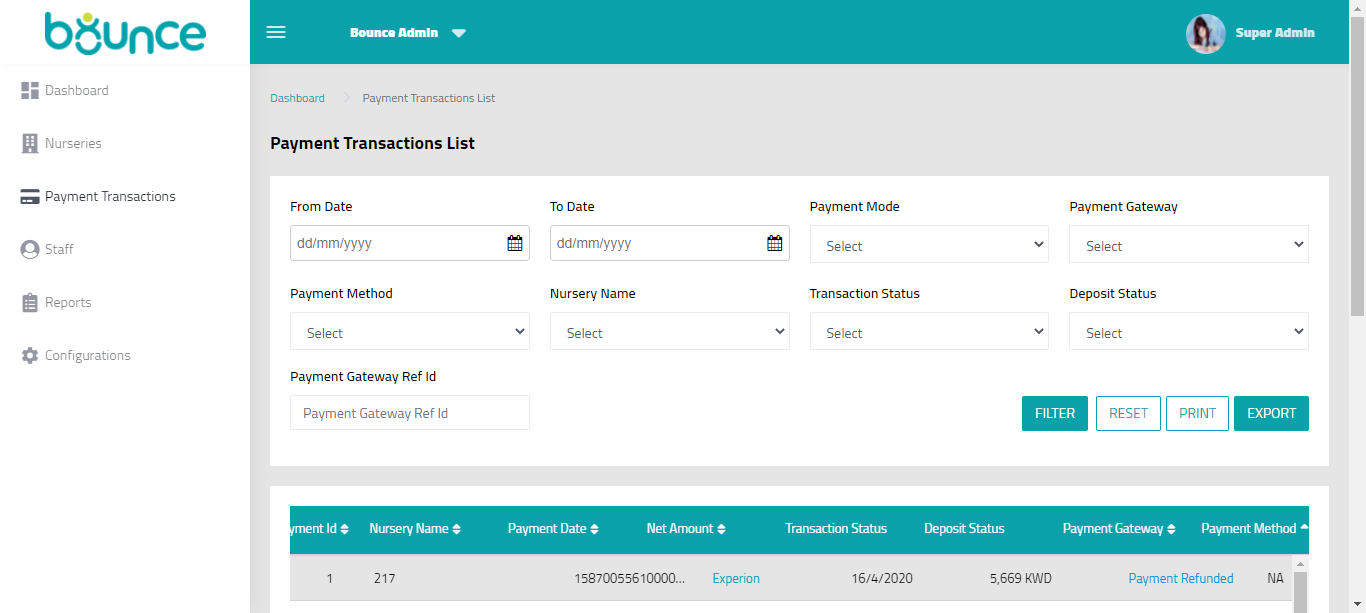 bounce
Bounce Admin
Super Admin
Dashboard
Nurseries
Payment Transactions
Staff
Reports
Configurations
Dashboard Payment Transactions List
Payment Transactions List
From Date To Date Payment Mode Payment Gateway
dd/mm/yyyy dd/mm/yyyy Select Select
Payment Method Nursery Name Transaction Status Deposit Status
Select Select Select Select
Payment Gateway Ref Id
Payment Gateway Ref Id FILTER RESET PRINT EXPORT
yment Id Nursery Name Payment Date Net Amount Transaction Status Deposit Status Payment Gateway Payment Method
1 217 15870055610000... Experion 16/4/2020 5,669 KWD Payment Refunded NA